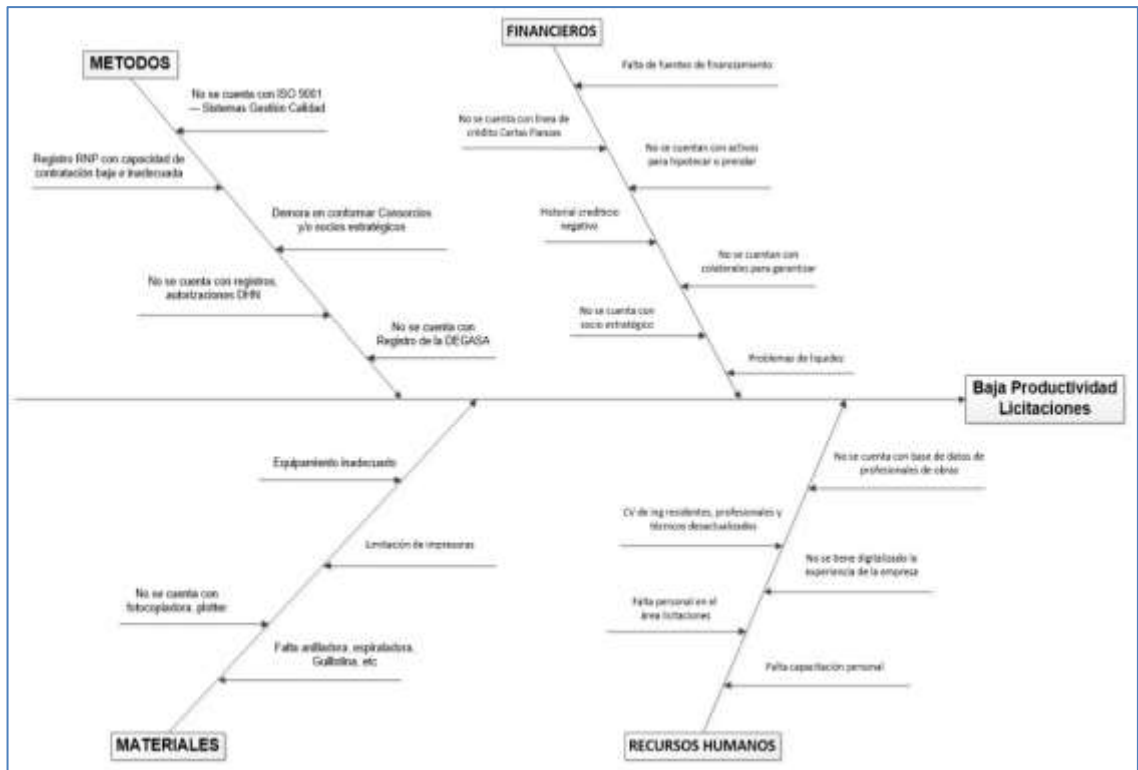 FINANCIEROS
METODOS
Falta de fuentes de financiamiento
No se cuenta con ISO 9001
— Sistemas Gestión Calidad
No se cuenta con línea de
crédito Cartas Fianzas
No se cuentan con activos
para hipotecar o prendar
Registro RNP con capacidad de
contratación baja e inadecuada
Demora en conformar Consorcios
y/o socios estratégicos
Historial crediticio
negativo
No se cuentan con
colaterales para garantizar
No se cuenta con registros,
autorizaciones DHN
No se cuenta con
socio estratégico
No se cuenta con
Registro de la DEGASA
Problemas de liquidez
Baja Productividad
Licitaciones
Equipamiento inadecuado
No se cuenta con base de datos de
profesionales de obras
CV de ing residentes, profesionales y
técnicos desactualizados
Limitación de impresoras
No se tiene digitalizado la
experiencia de la empresa
No se cuenta con
fotocopiadora, plotter
Falta personal en el
área licitaciones
Falta anilladora, espiraladora,
Guillotina, etc
Falta capacitación personal
MATERIALES
RECURSOS HUMANOS